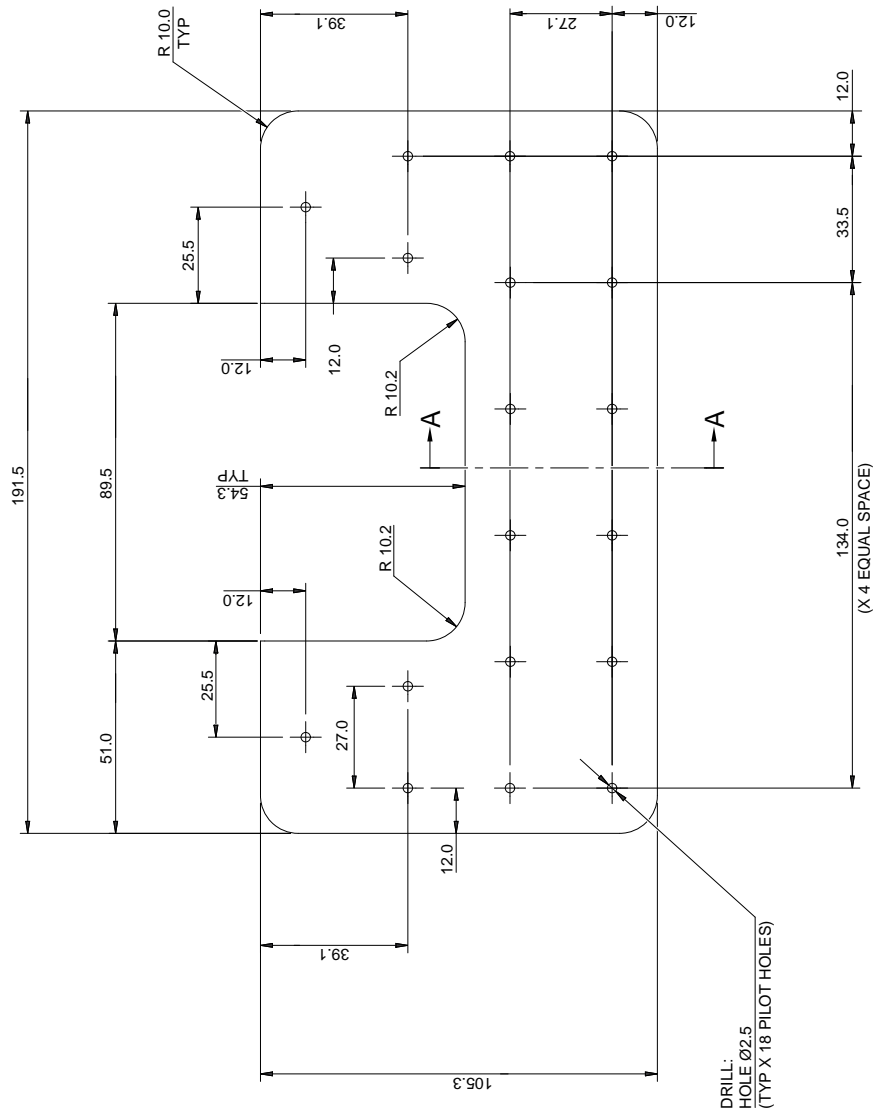 39.1
27.1
12.0
R 10.0
TYP
12.0
191.5
25.5
33.5
89.5
12.0
12.0
R 10.2
A
A
54.3
TYP
134.0
(X 4 EQUAL SPACE)
R 10.2
12.0
25.5
51.0
27.0
12.0
39.1
105.3
DRILL:
HOLE Ø2.5
(TYP X 18 PILOT HOLES)